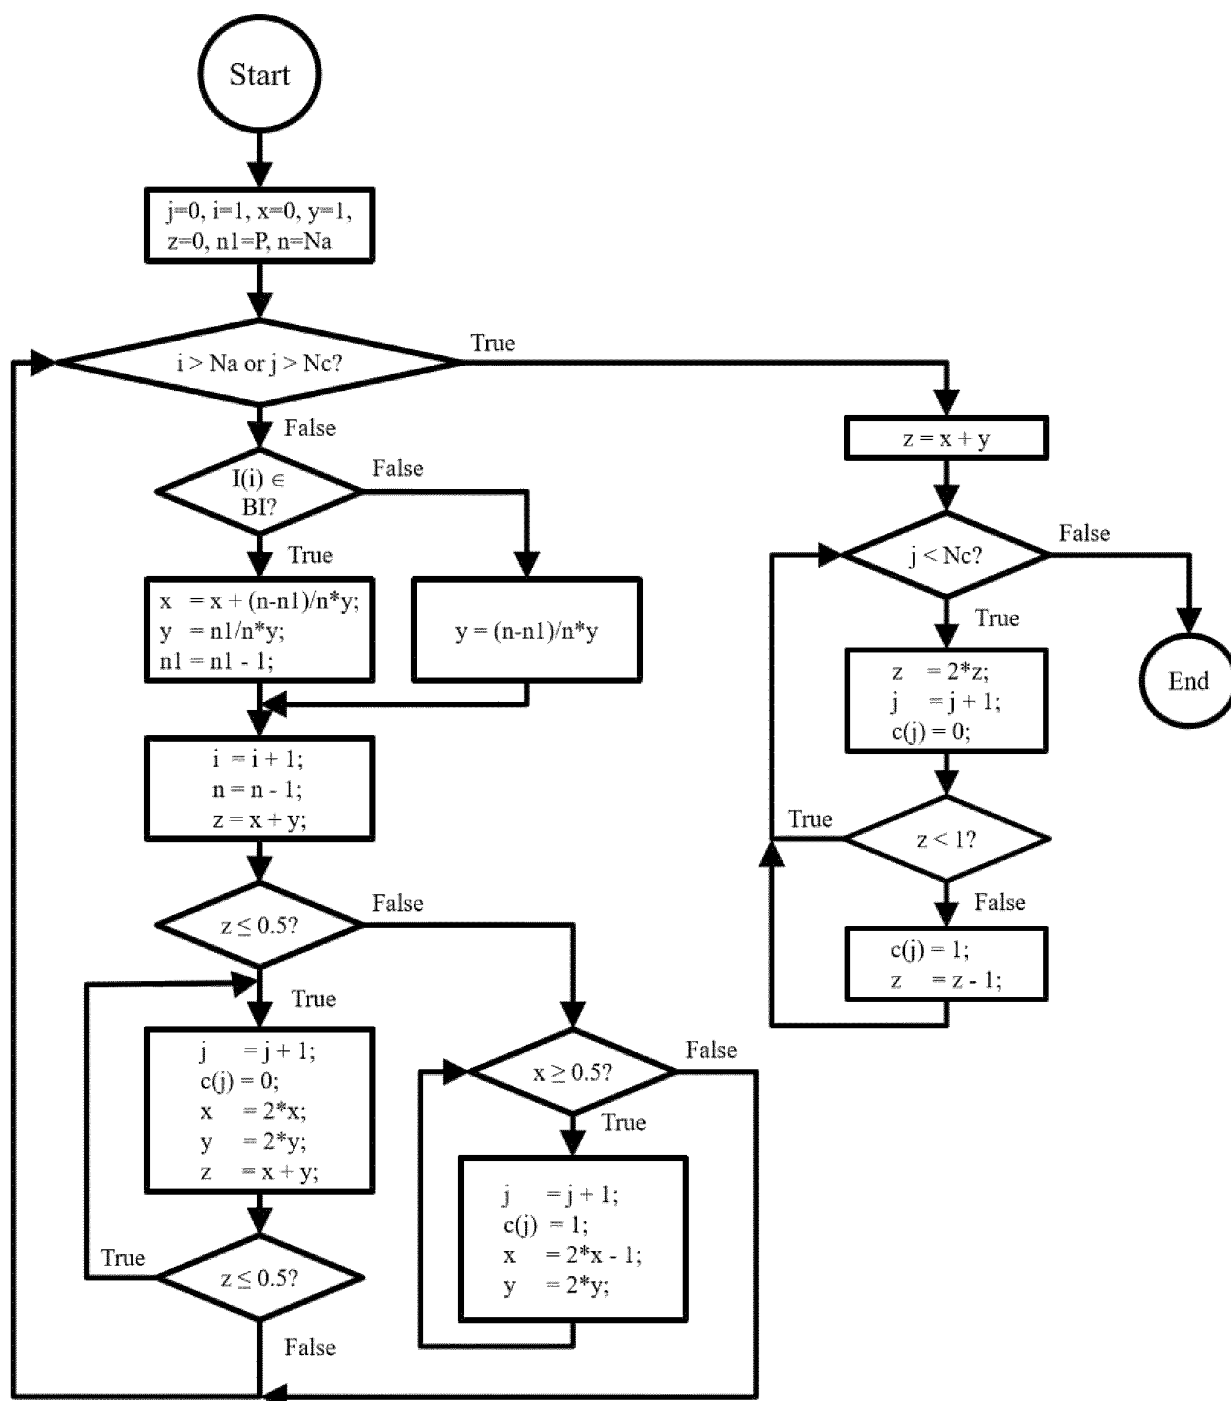 Start
j=0, i=1, x=0, y=1,
z=0, n1=P, n=Na
i > Na or j > Nc?
True
False
I(i) ∈
BI?
False
True
x = x + (n-n1)/n*y;
y = n1/n*y;
n1 = n1 - 1;
y = (n-n1)/n*y
i = i + 1;
n = n - 1;
z = x + y;
z ≤ 0.5?
False
True
j = j + 1;
c(j) = 0;
x = 2*x;
y = 2*y;
z = x + y;
z ≤ 0.5?
True
False
x ≥ 0.5?
False
True
j = j + 1;
c(j) = 1;
x = 2*x - 1;
y = 2*y;
z = x + y
j < Nc?
False
True
End
z = 2*z;
j = j + 1;
c(j) = 0;
z < 1?
True
False
c(j) = 1;
z = z - 1;